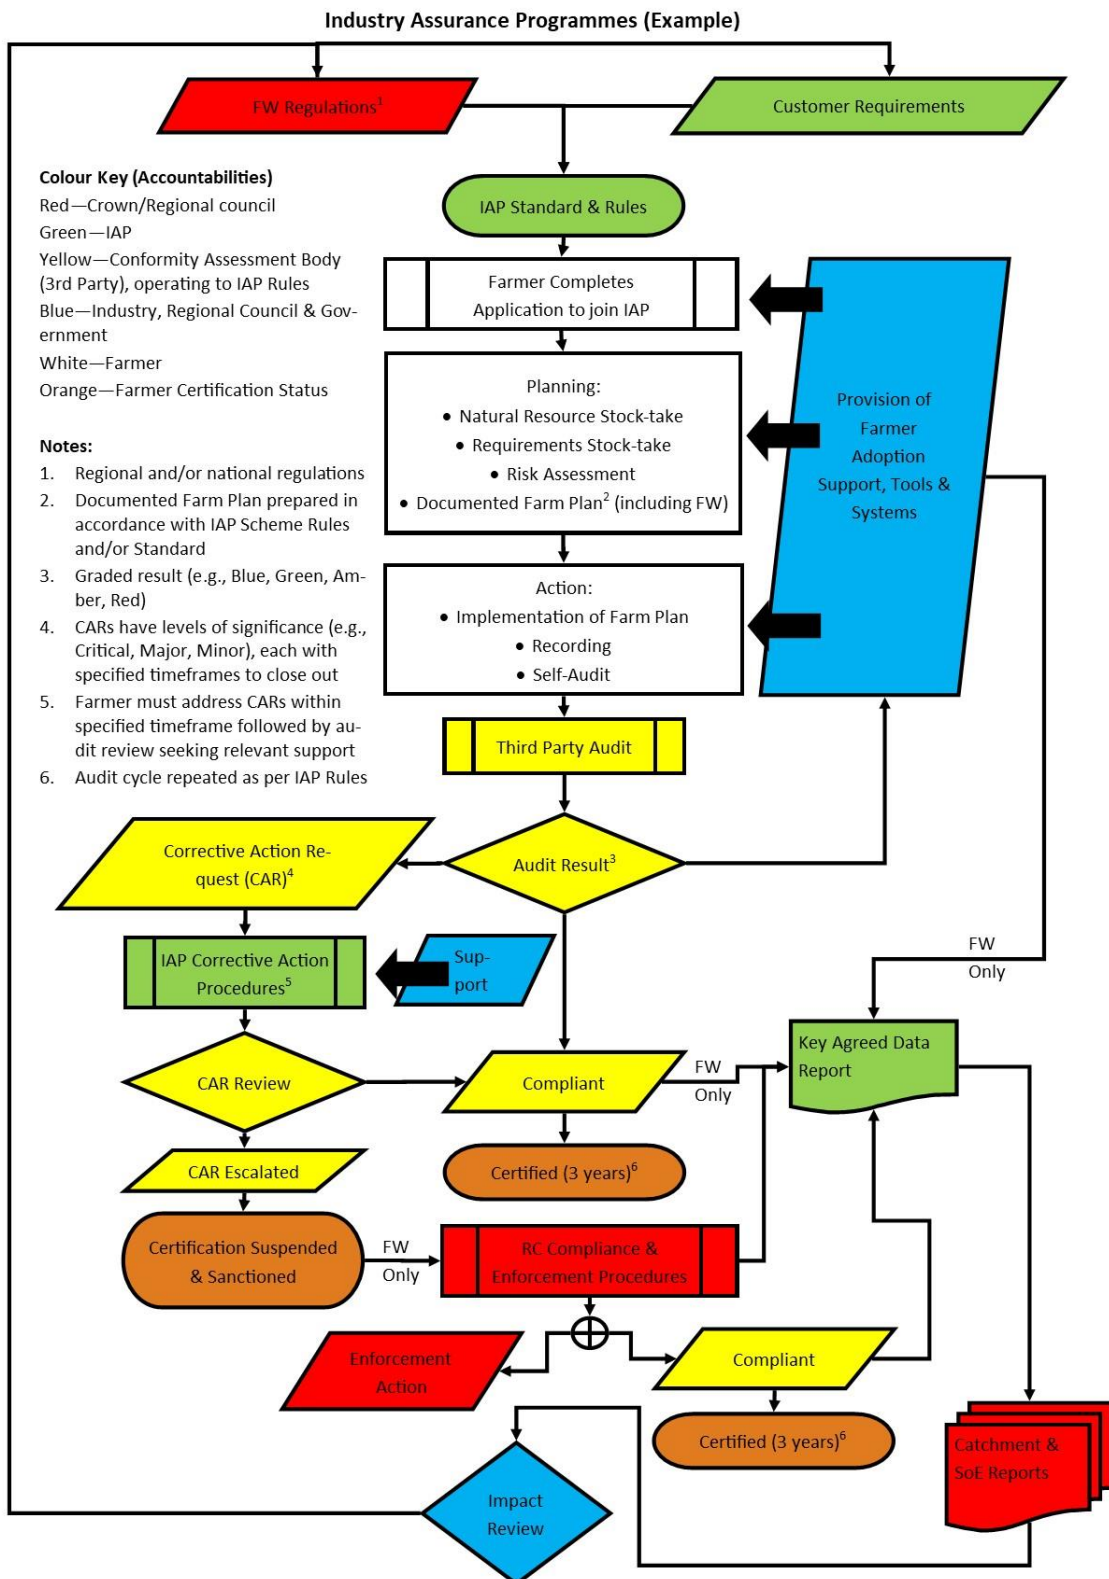 Industry Assurance Programmes (Example)
FW Regulations1
Customer Requirements
Colour Key (Accountabilities)
Red—Crown/Regional council
Green—IAP
Yellow—Conformity Assessment Body
(3rd Party), operating to IAP Rules
Blue—Industry, Regional Council & Gov-
ernment
White—Farmer
Orange—Farmer Certification Status
Notes:
1. Regional and/or national regulations
2. Documented Farm Plan prepared in
accordance with IAP Scheme Rules
and/or Standard
3. Graded result (e.g., Blue, Green, Am-
ber, Red)
4. CARs have levels of significance (e.g.,
Critical, Major, Minor), each with
specified timeframes to close out
5. Farmer must address CARs within
specified timeframe followed by au-
dit review seeking relevant support
6. Audit cycle repeated as per IAP Rules
IAP Standard & Rules
Farmer Completes
Application to join IAP
Planning:
• Natural Resource Stock-take
• Requirements Stock-take
• Risk Assessment
• Documented Farm Plan2 (including FW)
Provision of
Farmer
Adoption
Support, Tools &
Systems
Action:
• Implementation of Farm Plan
• Recording
• Self-Audit
Third Party Audit
Audit Result3
Corrective Action Re-
quest (CAR)4
IAP Corrective Action
Procedures5
Sup-
port
FW
Only
CAR Review
Compliant
FW
Only
Key Agreed Data
Report
CAR Escalated
Certified (3 years)6
Certification Suspended
& Sanctioned
FW
Only
RC Compliance &
Enforcement Procedures
Enforcement
Action
Compliant
Certified (3 years)6
Catchment &
SoE Reports
Impact
Review